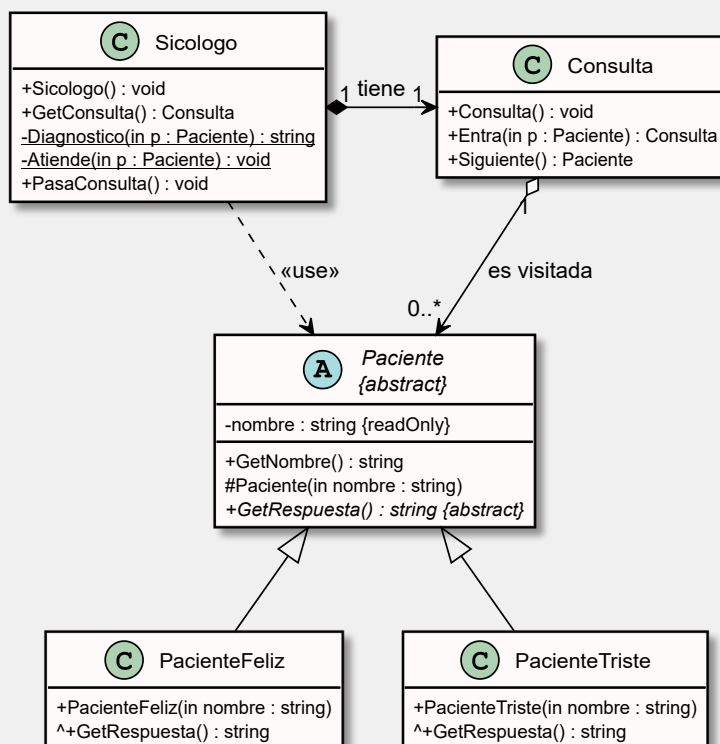 C Sicologo
+Sicologo() : void
+GetConsulta() : Consulta
-Diagnostico(in p : Paciente) : string
-Atiende(in p : Paciente) : void
+PasaConsulta() : void
1 tiene 1
C Consulta
+Consulta() : void
+Entra(in p : Paciente) : Consulta
+Siguiente() : Paciente
«use»
1
es visitada
0..*
A Paciente
{abstract}
-nombre : string {readOnly}
+GetNombre() : string
#Paciente(in nombre : string)
+GetRespuesta() : string {abstract}
C PacienteFeliz
+PacienteFeliz(in nombre : string)
^+GetRespuesta() : string
C PacienteTriste
+PacienteTriste(in nombre : string)
^+GetRespuesta() : string